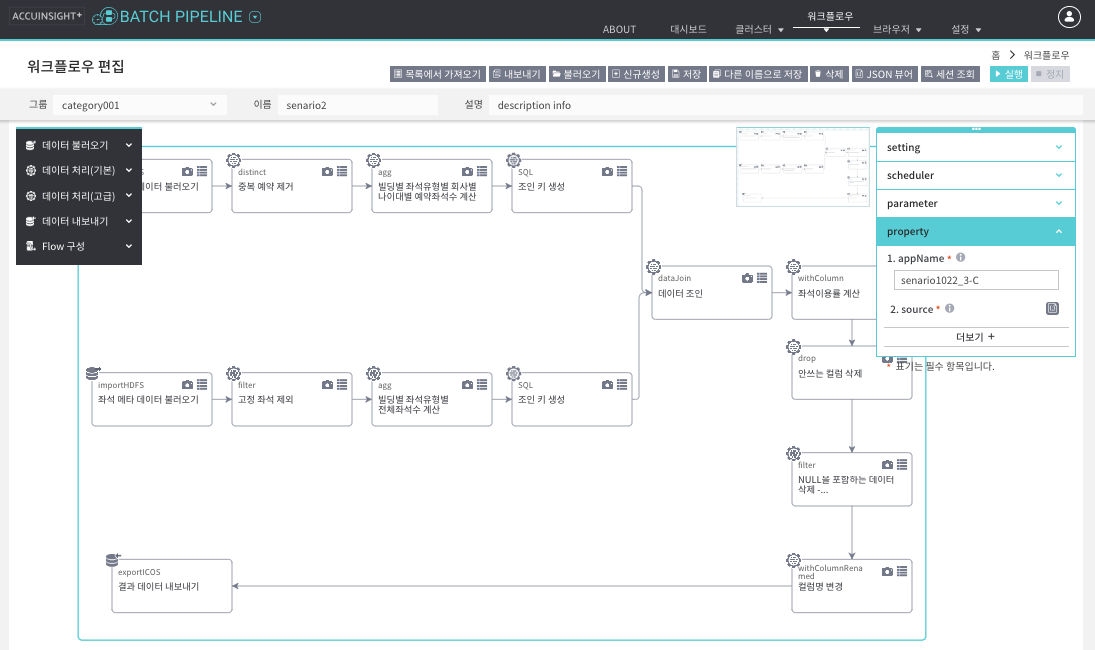 ACCUINSIGHT+
BATCH PIPELINE
ABOUT
대시보드
클러스터
워크플로우
브라우저
설정
워크플로우 편집
홈
워크플로우
목록에서 가져오기
내보내기
불러오기
신규생성
저장
다른 이름으로 저장
삭제
JSON 뷰어
세션 조회
실행
정지
그룹
category001
이름
senario2
설명
description info
데이터 불러오기
데이터 처리(기본)
데이터 처리(고급)
데이터 내보내기
Flow 구성
데이터 불러오기
distinct
중복 예약 제거
agg
빌딩별 좌석유형별 회사별
나이대별 예약좌석수 계산
SQL
조인 키 생성
dataJoin
데이터 조인
withColumn
좌석이용률 계산
setting
scheduler
parameter
property
1. appName *
senario1022_3-C
2. source *
더보기 +
* 표기는 필수 항목입니다.
drop
안쓰는 컬럼 삭제
importHDFS
좌석 메타 데이터 불러오기
filter
고정 좌석 제외
agg
빌딩별 좌석유형별
전체좌석수 계산
SQL
조인 키 생성
filter
NULL을 포함하는 데이터
삭제 -...
exportICOS
결과 데이터 내보내기
withColumnRena
med
컬럼명 변경